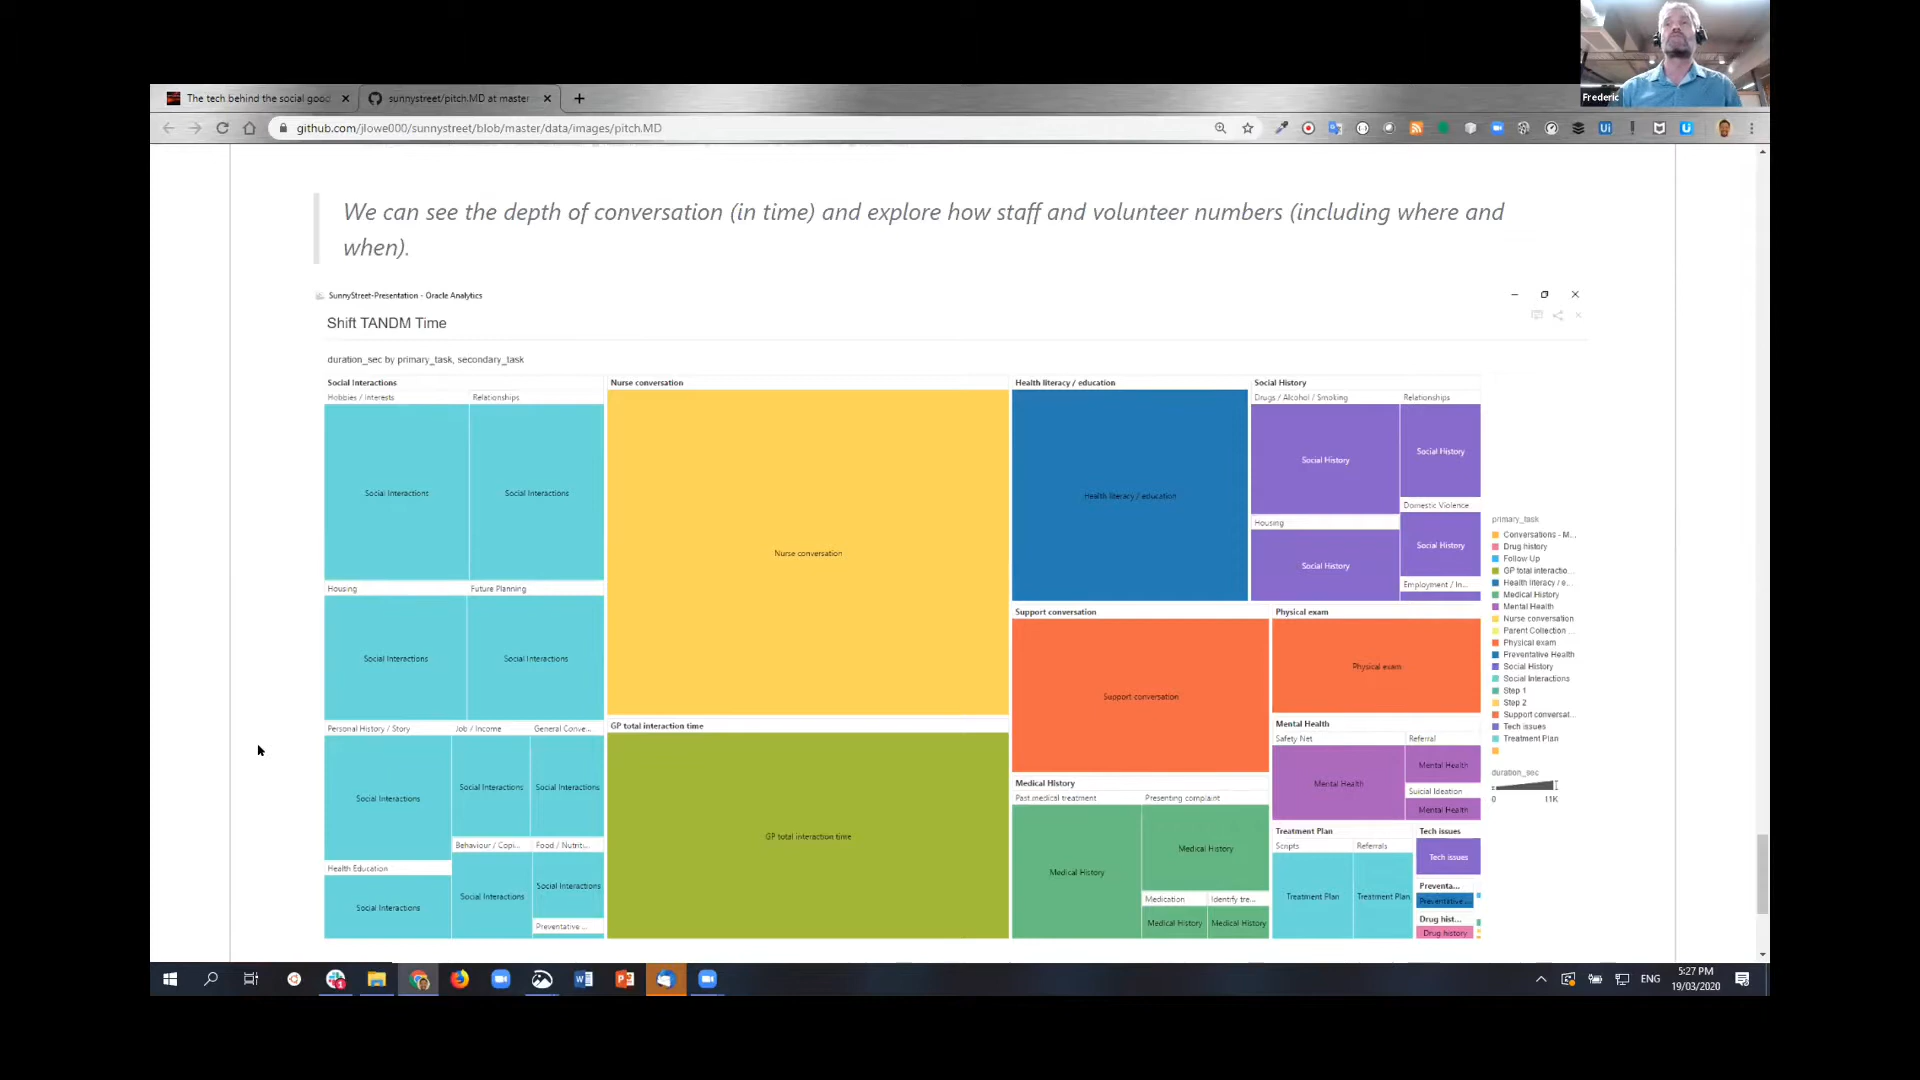 Frederic
The tech behind the social good
sunnystreet/pitch.MD at master
github.com/jlowe000/sunnystreet/blob/master/data/images/pitch.MD
We can see the depth of conversation (in time) and explore how staff and volunteer numbers (including where and
when).
SunnyStreet-Presentation - Oracle Analytics
Shift TANDM Time
duration_sec by primary_task, secondary_task
Social Interactions
Hobbies / Interests
Relationships
Social Interactions
Social Interactions
Housing
Future Planning
Social Interactions
Social Interactions
Personal History / Story
Job / Income
General Conve...
Social Interactions
Social Interactions
Social Interactions
Behaviour / Copi...
Food / Nutriti...
Health Education
Social Interactions
Social Interactions
Social Interactions
Preventative ...
Nurse conversation
Nurse conversation
GP total interaction time
GP total interaction time
Health literacy / education
Health literacy / education
Social History
Drugs / Alcohol / Smoking
Relationships
Social History
Social History
Domestic Violence
Housing
Social History
Social History
Employment / In...
Support conversation
Support conversation
Physical exam
Physical exam
Medical History
Past medical treatment
Presenting complaint
Medical History
Medical History
Medication
Identify tre...
Medical History
Medical History
Mental Health
Safety Net
Referral
Mental Health
Mental Health
Suicial Ideation
Mental Health
Treatment Plan
Scripts
Referrals
Treatment Plan
Treatment Plan
Tech issues
Tech issues
Preventa...
Preventative ...
Drug hist...
Drug history
primary_task
Conversations - M...
Drug history
Follow Up
GP total interactio...
Health literacy / e...
Medical History
Mental Health
Nurse conversation
Parent Collection ...
Physical exam
Preventative Health
Social History
Social Interactions
Step 1
Step 2
Support conversat...
Tech issues
Treatment Plan
duration_sec
0
11K
ENG
5:27 PM
19/03/2020